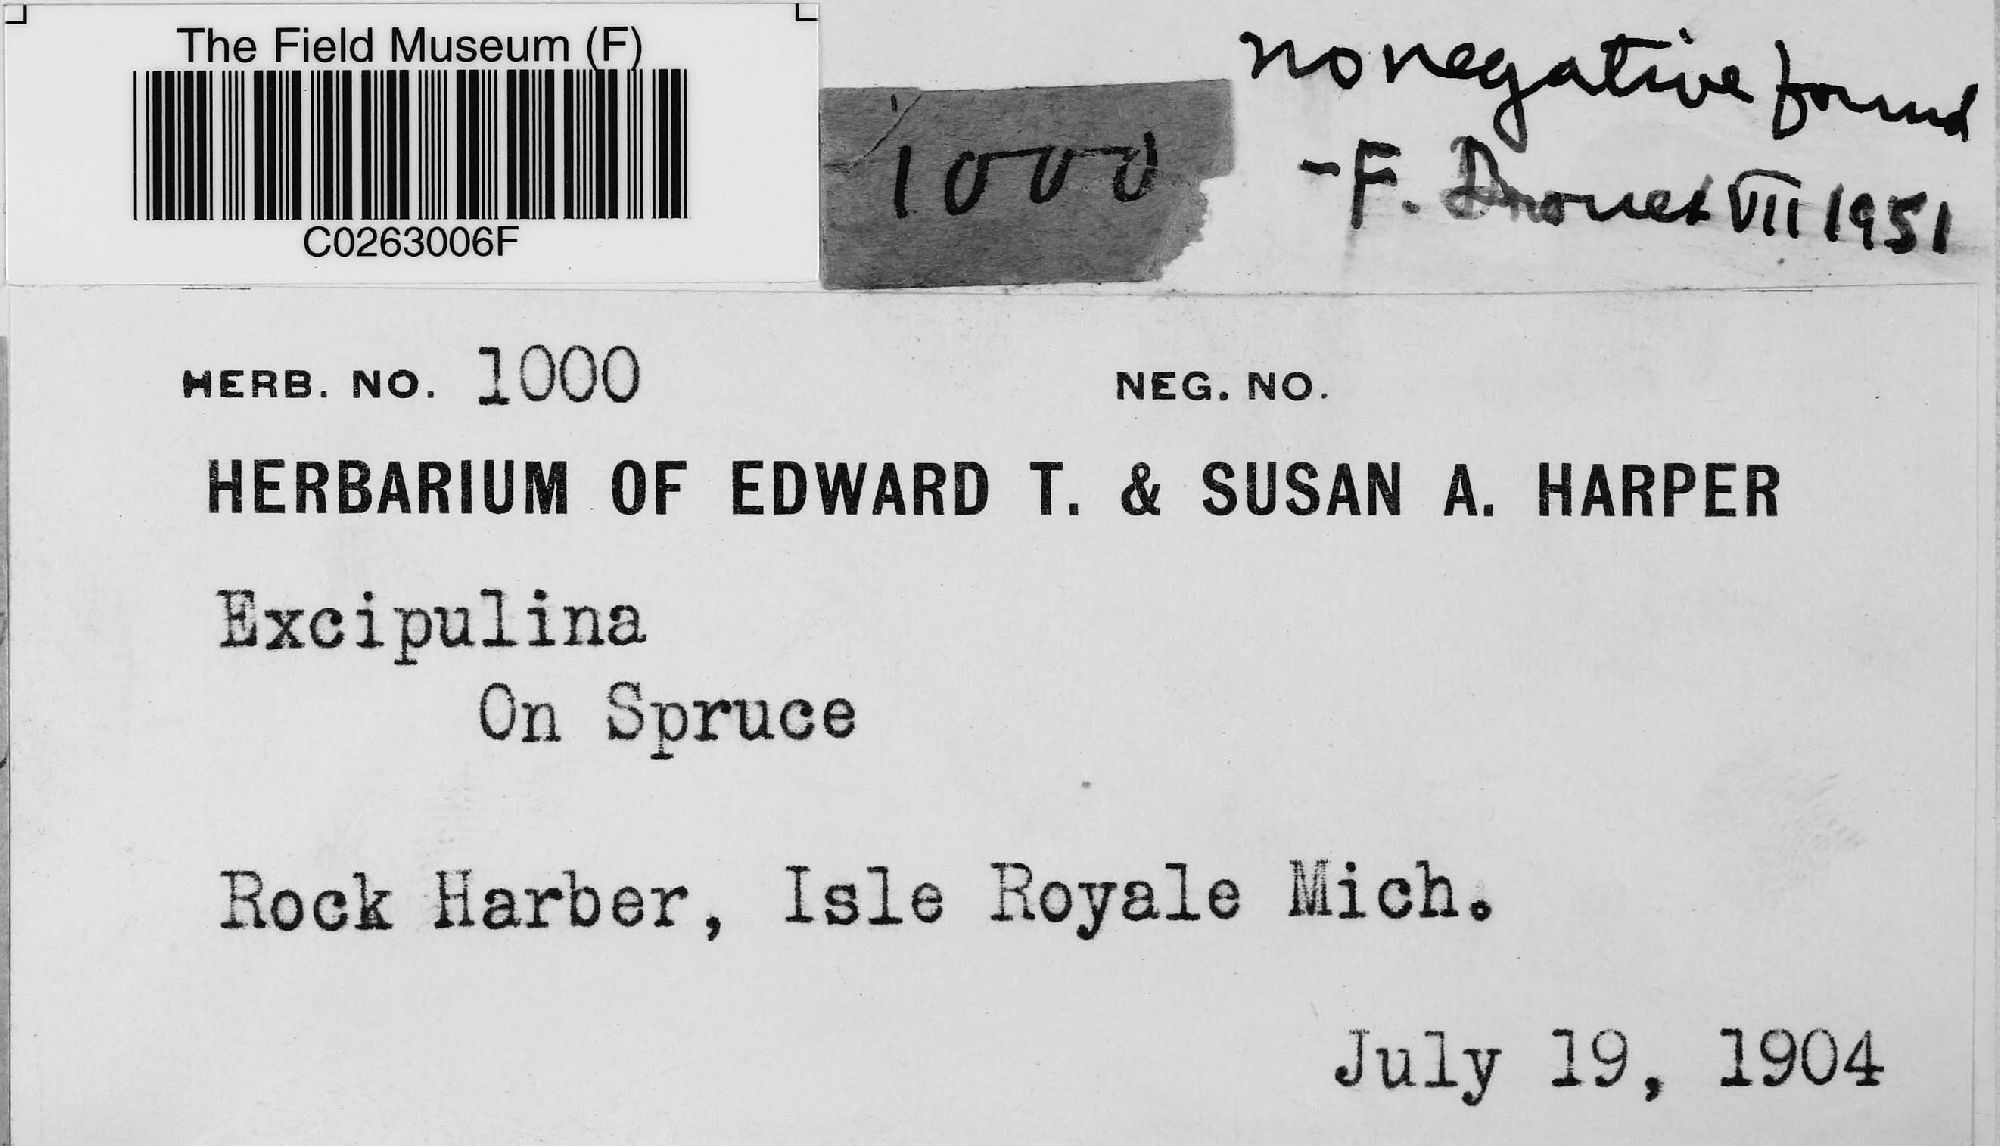 The Field Museum (F)
C0263006F
1000
no negative found
-F. Drouet VII 1951
HERB. NO. 1000
NEG. NO.
HERBARIUM OF EDWARD T. & SUSAN A. HARPER
Excipulina
On Spruce
Rock Harber, Isle Royale Mich.
July 19, 1904